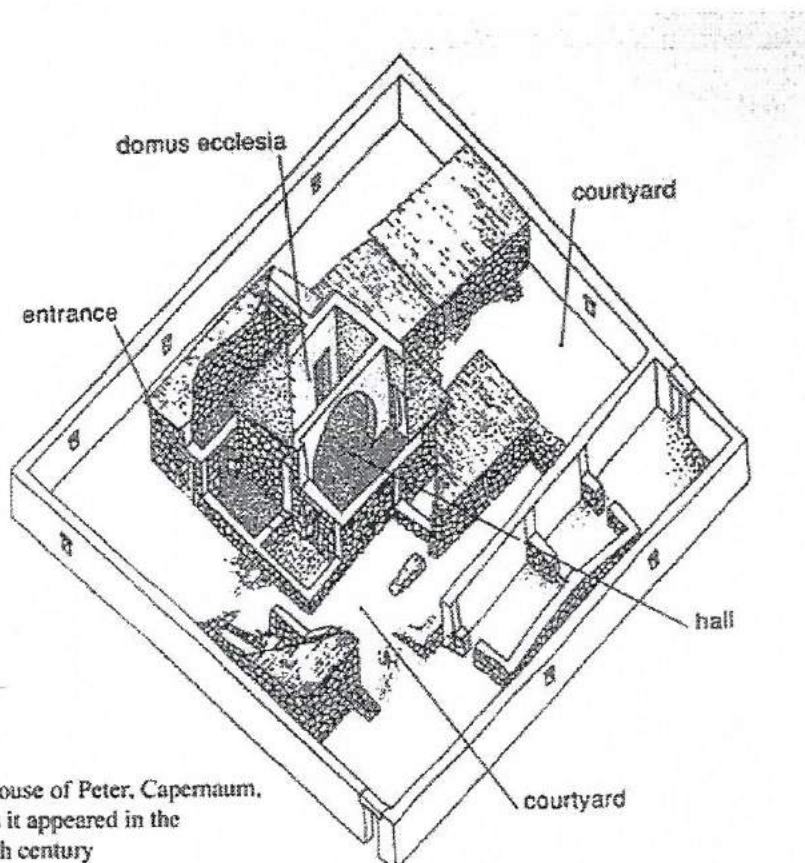 domus ecclesia
courtyard
entrance
hall
courtyard
ouse of Peter, Capernaum,
it appeared in the
h century